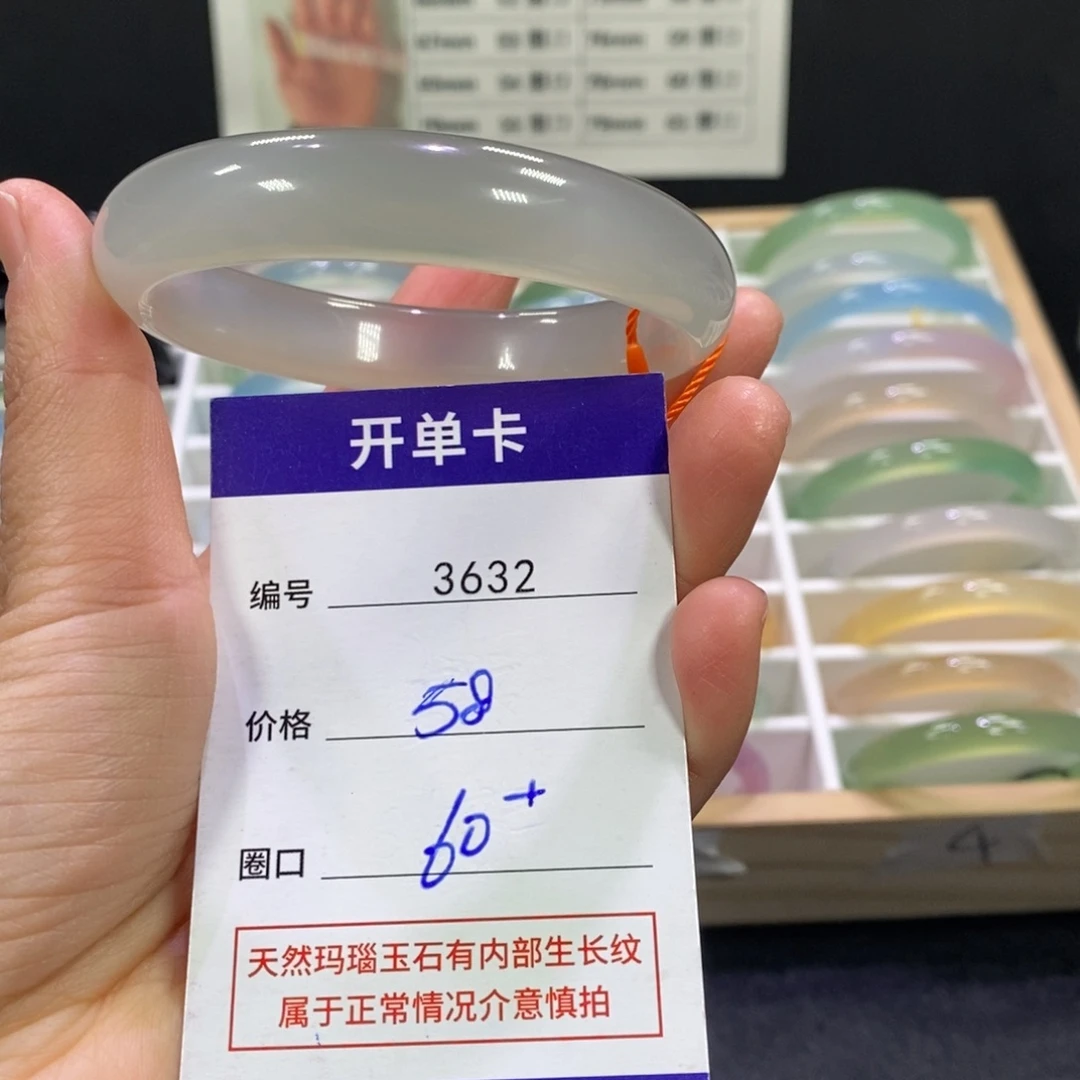 开单卡
编号 3632
价格 58
圈口 60+
天然玛瑙玉石有内部生长纹
属于正常情况介意慎拍
4